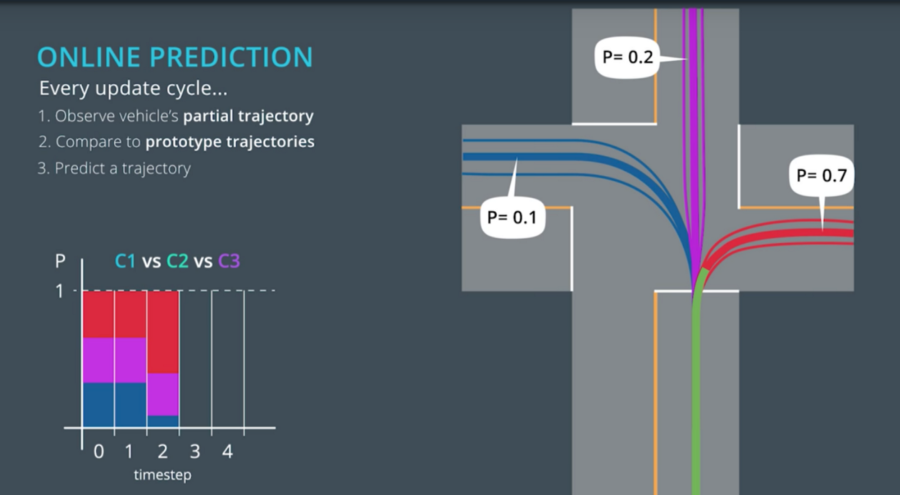 ONLINE PREDICTION
Every update cycle...
1. Observe vehicle's partial trajectory
2. Compare to prototype trajectories
3. Predict a trajectory
P= 0.2
P= 0.7
P= 0.1
P
C1 vs C2 vs C3
1
0 1 2 3 4
timestep